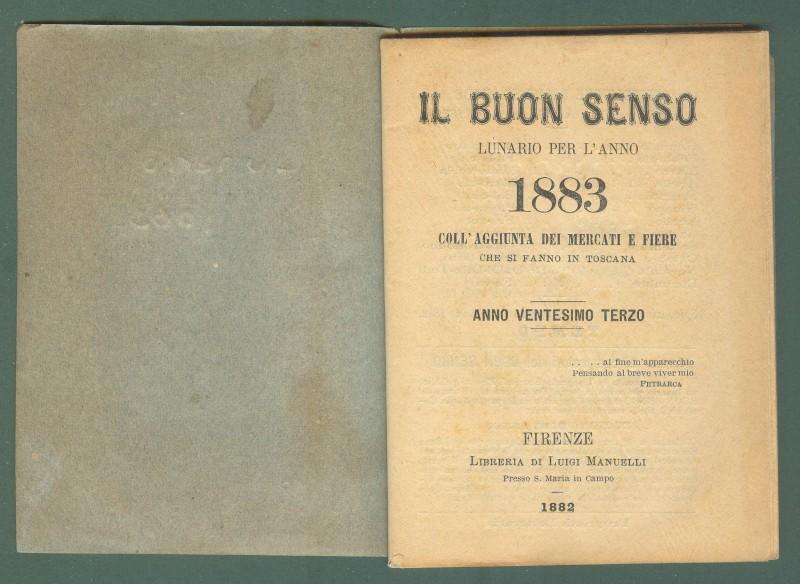 IL BUON SENSO
LUNARIO PER L'ANNO
1883
COLL'AGGIUNTA DEI MERCATI E FIERE
CHE SI FANNO IN TOSCANA
ANNO VENTESIMO TERZO
. . . . al fine m'apparecchio
Pensando al breve viver mio
PETRARCA
FIRENZE
LIBRERIA DI LUIGI MANUELLI
Presso S. Maria in Campo
1882